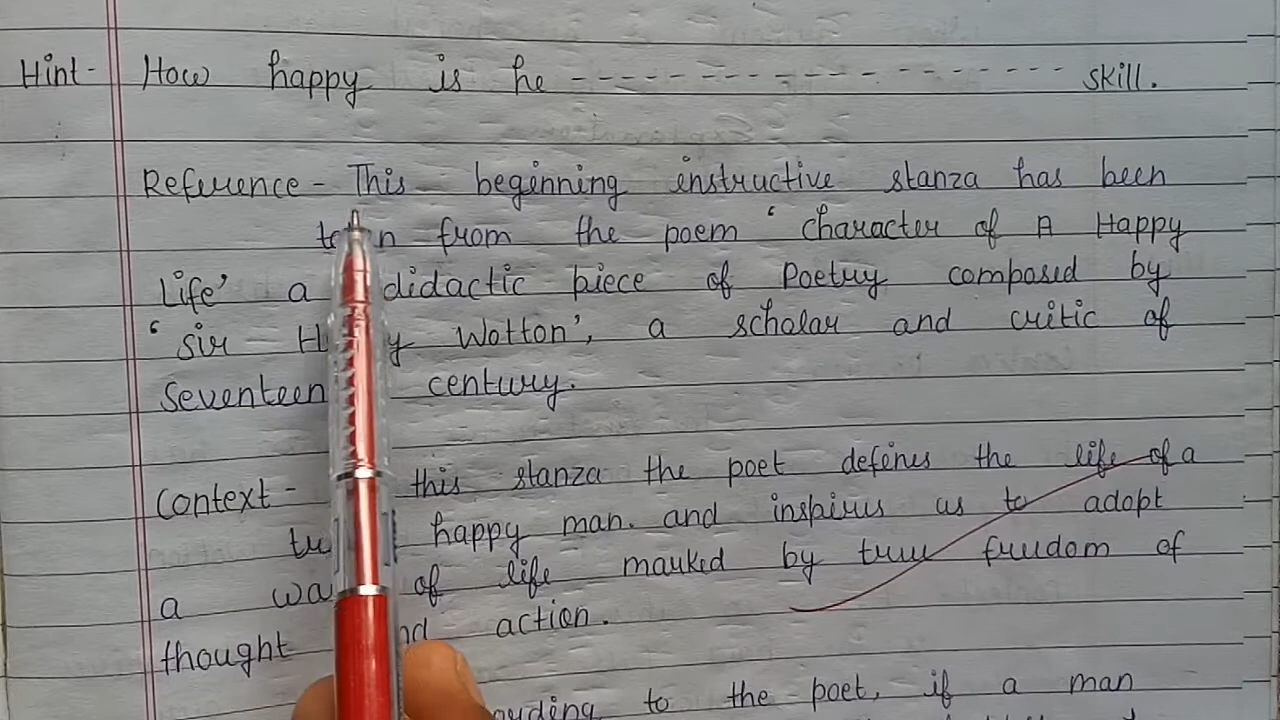 Hint- How happy is he -------------------- skill.
Reference - This beginning instructive stanza has been
from the poem ' character of A Happy
Life' a didactic piece of Poetry composed by
' Sir Wotton', a scholar and critic of
Seventeen century.
Context - this stanza the poet defines the life of a
happy man. and inspires us to adopt
a of life marked by true freedom of
thought action.
to the poet, if a man